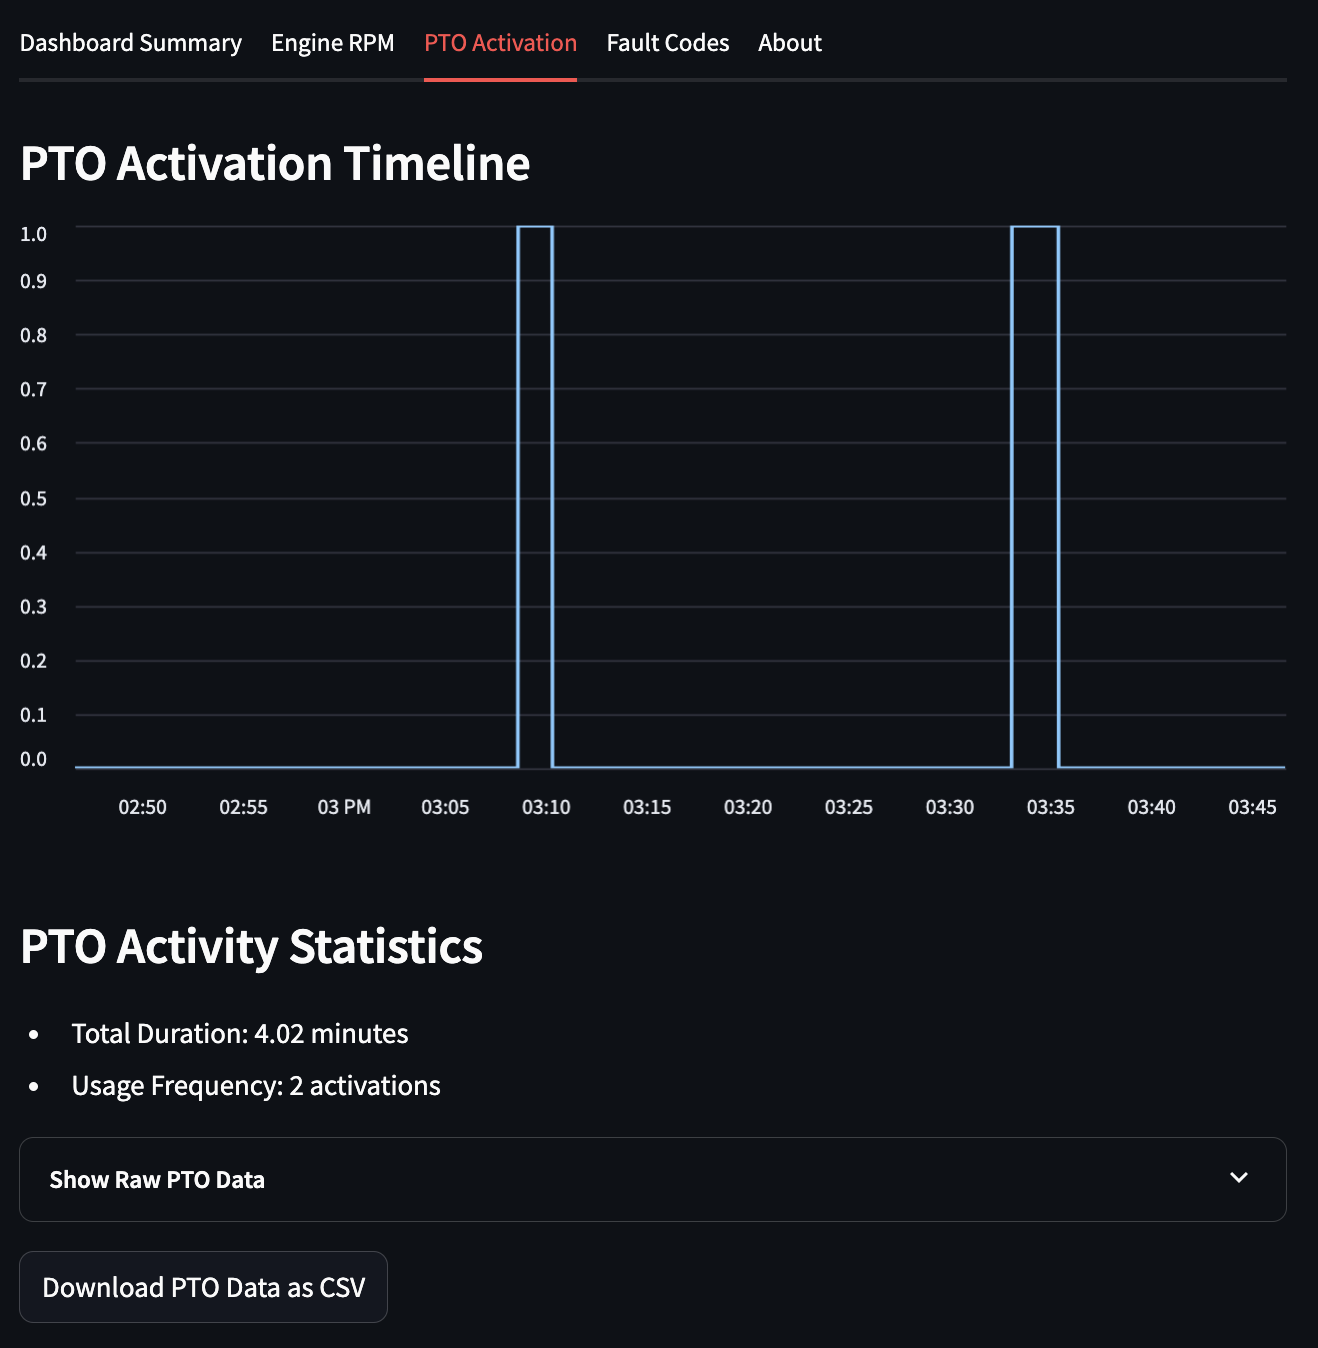 Dashboard Summary Engine RPM PTO Activation Fault Codes About
PTO Activation Timeline
1.0
0.9
0.8
0.7
0.6
0.5
0.4
0.3
0.2
0.1
0.0
02:50 02:55 03 PM 03:05 03:10 03:15 03:20 03:25 03:30 03:35 03:40 03:45
PTO Activity Statistics
• Total Duration: 4.02 minutes
• Usage Frequency: 2 activations
Show Raw PTO Data
Download PTO Data as CSV